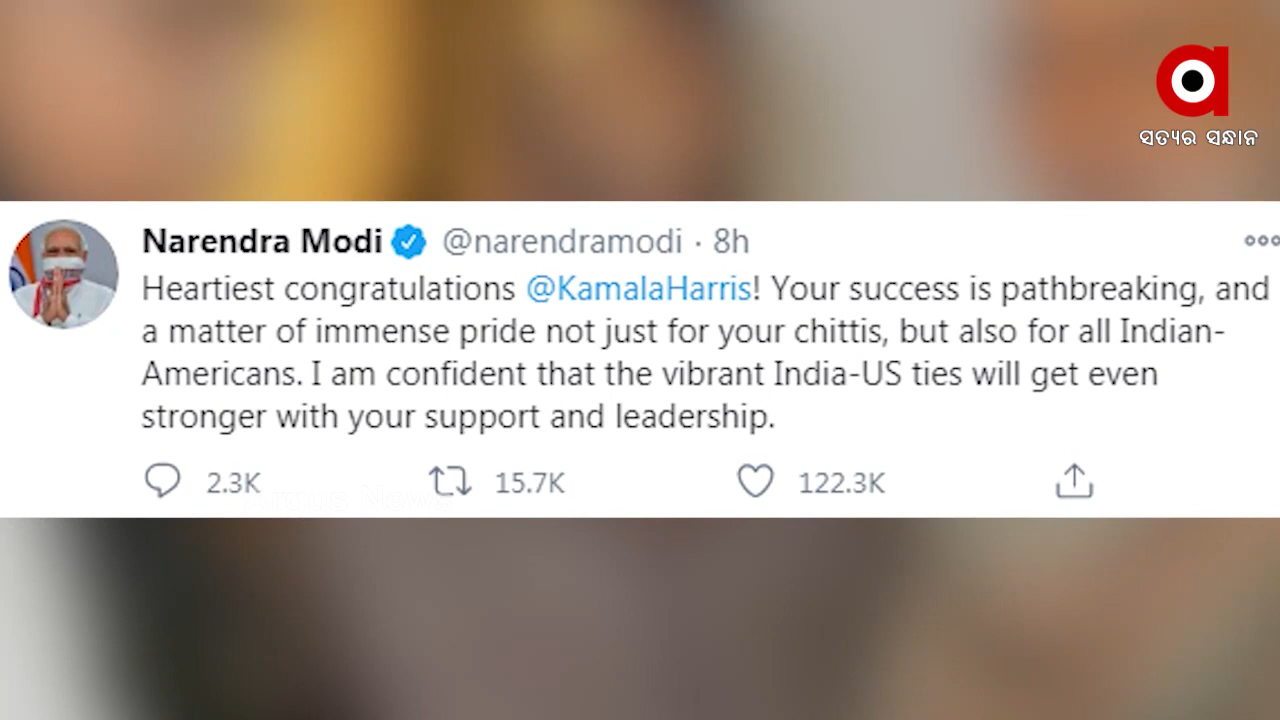 ସତ୍ୟର ସନ୍ଧାନ
Narendra Modi @narendramodi · 8h
Heartiest congratulations @KamalaHarris! Your success is pathbreaking, and
a matter of immense pride not just for your chittis, but also for all Indian-
Americans. I am confident that the vibrant India-US ties will get even
stronger with your support and leadership.
2.3K 15.7K 122.3K